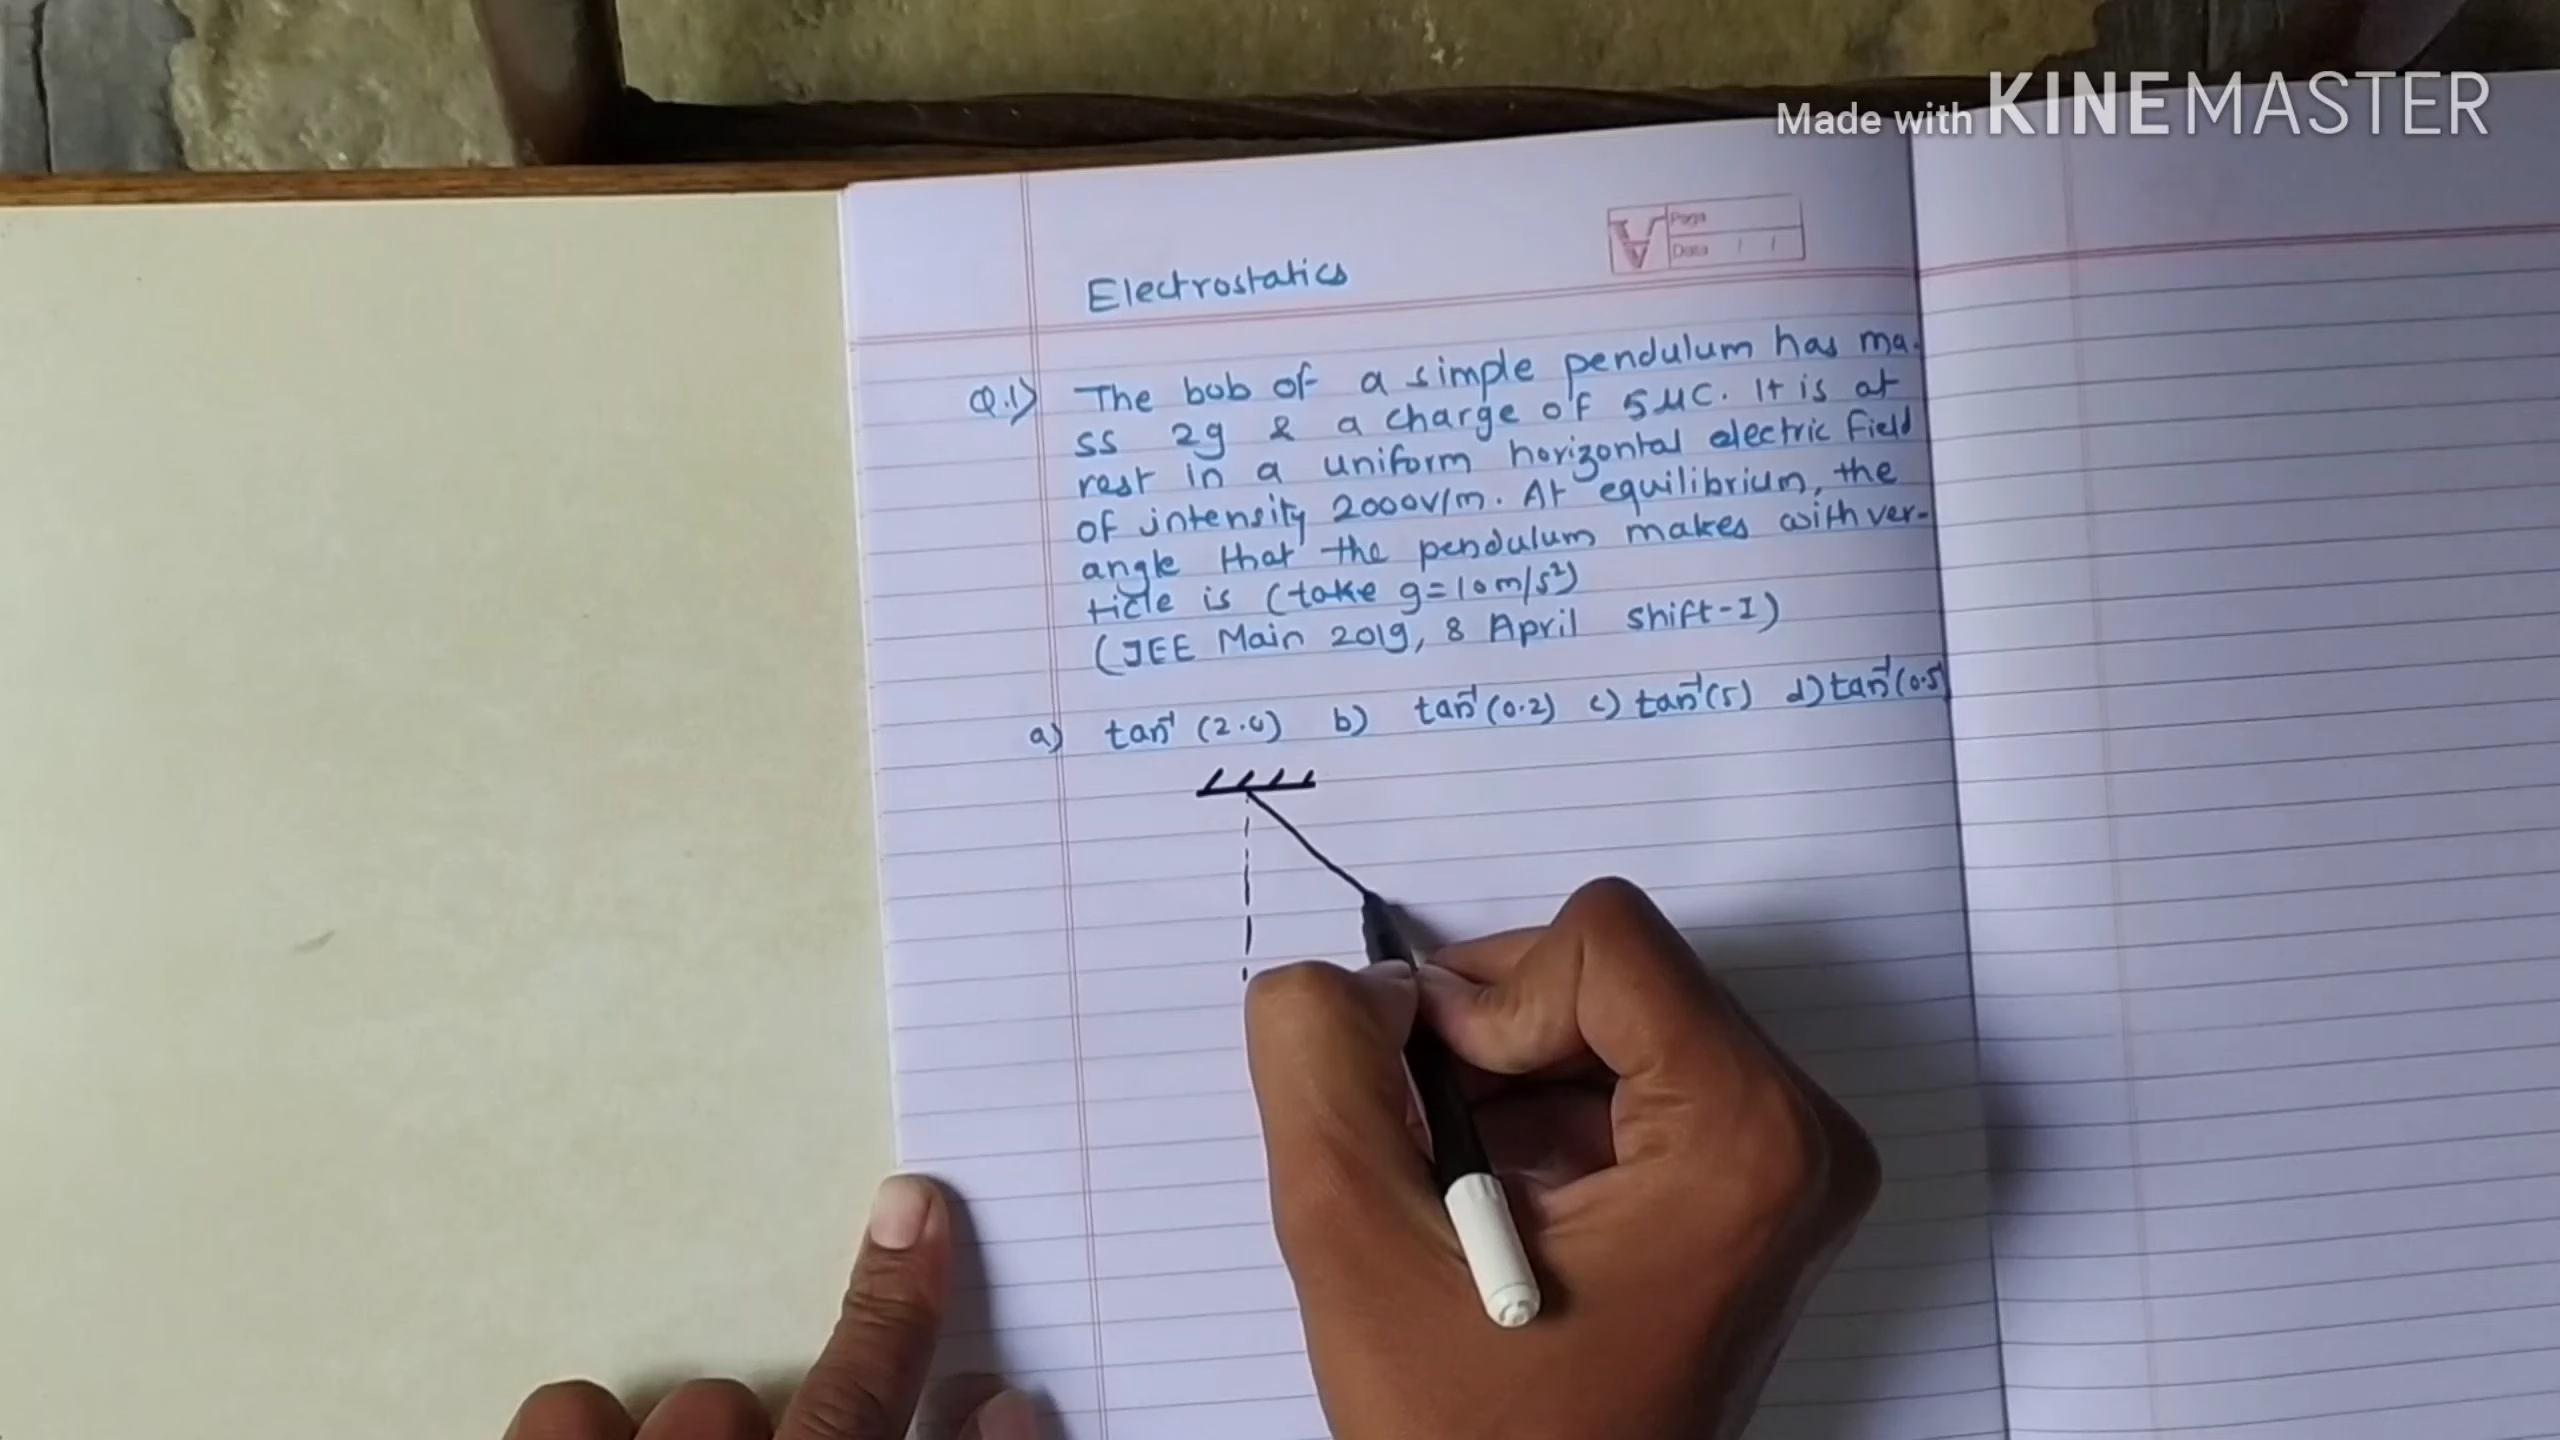 Made with KINEMASTER
Page
Date / /
Electrostatics
Q.1) The bob of a simple pendulum has ma-
ss 2g & a charge of 5μC. It is at
rest in a uniform horizontal electric field
of intensity 2000V/m. At equilibrium, the
angle that the pendulum makes with ver-
ticle is (take g=10m/s²)
(JEE Main 2019, 8 April shift-I)
a) tan⁻¹ (2.0) b) tan⁻¹ (0.2) c) tan⁻¹ (5) d) tan⁻¹ (0.5)